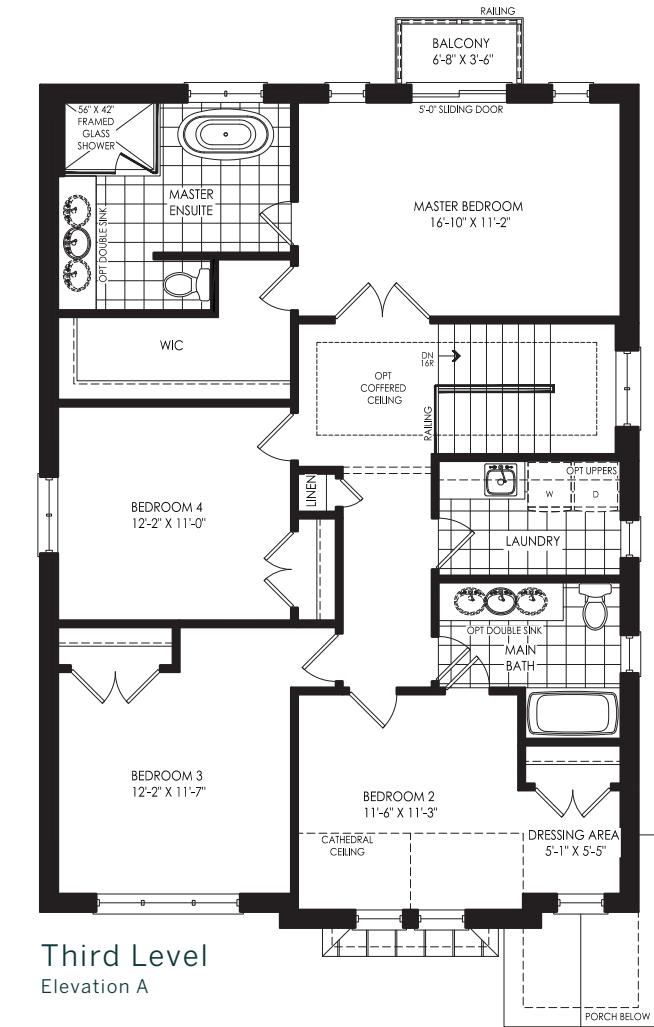 RAILING
BALCONY
6'-8" X 3'-6"
5'-0" SLIDING DOOR
56" X 42"
FRAMED
GLASS
SHOWER
MASTER
ENSUITE
OPT DOUBLE SINK
MASTER BEDROOM
16'-10" X 11'-2"
WIC
OPT
COFFERED
CEILING
DN
16R
RAILING
LINEN
OPT UPPERS
W
D
LAUNDRY
BEDROOM 4
12'-2" X 11'-0"
OPT DOUBLE SINK
MAIN
BATH
BEDROOM 3
12'-2" X 11'-7"
BEDROOM 2
11'-6" X 11'-3"
CATHEDRAL
CEILING
DRESSING AREA
5'-1" X 5'-5"
Third Level
Elevation A
PORCH BELOW